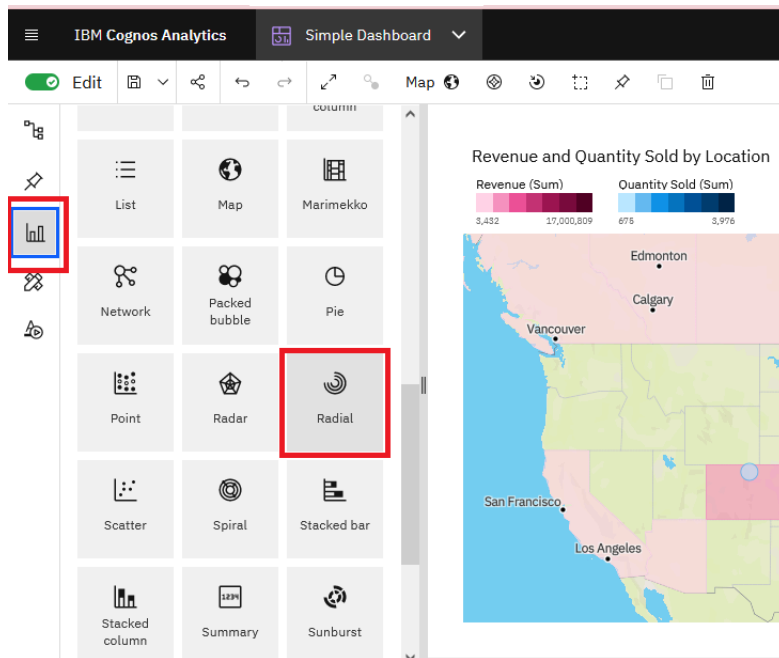 IBM Cognos Analytics
Simple Dashboard
Edit
Map
column
List
Map
Marimekko
Network
Packed
bubble
Pie
Point
Radar
Radial
Scatter
Spiral
Stacked bar
1234
Stacked
column
Summary
Sunburst
Revenue and Quantity Sold by Location
Revenue (Sum)
Quantity Sold (Sum)
3,432
17,000,809
675
3,976
Edmonton
Calgary
Vancouver
San Francisco
Los Angeles